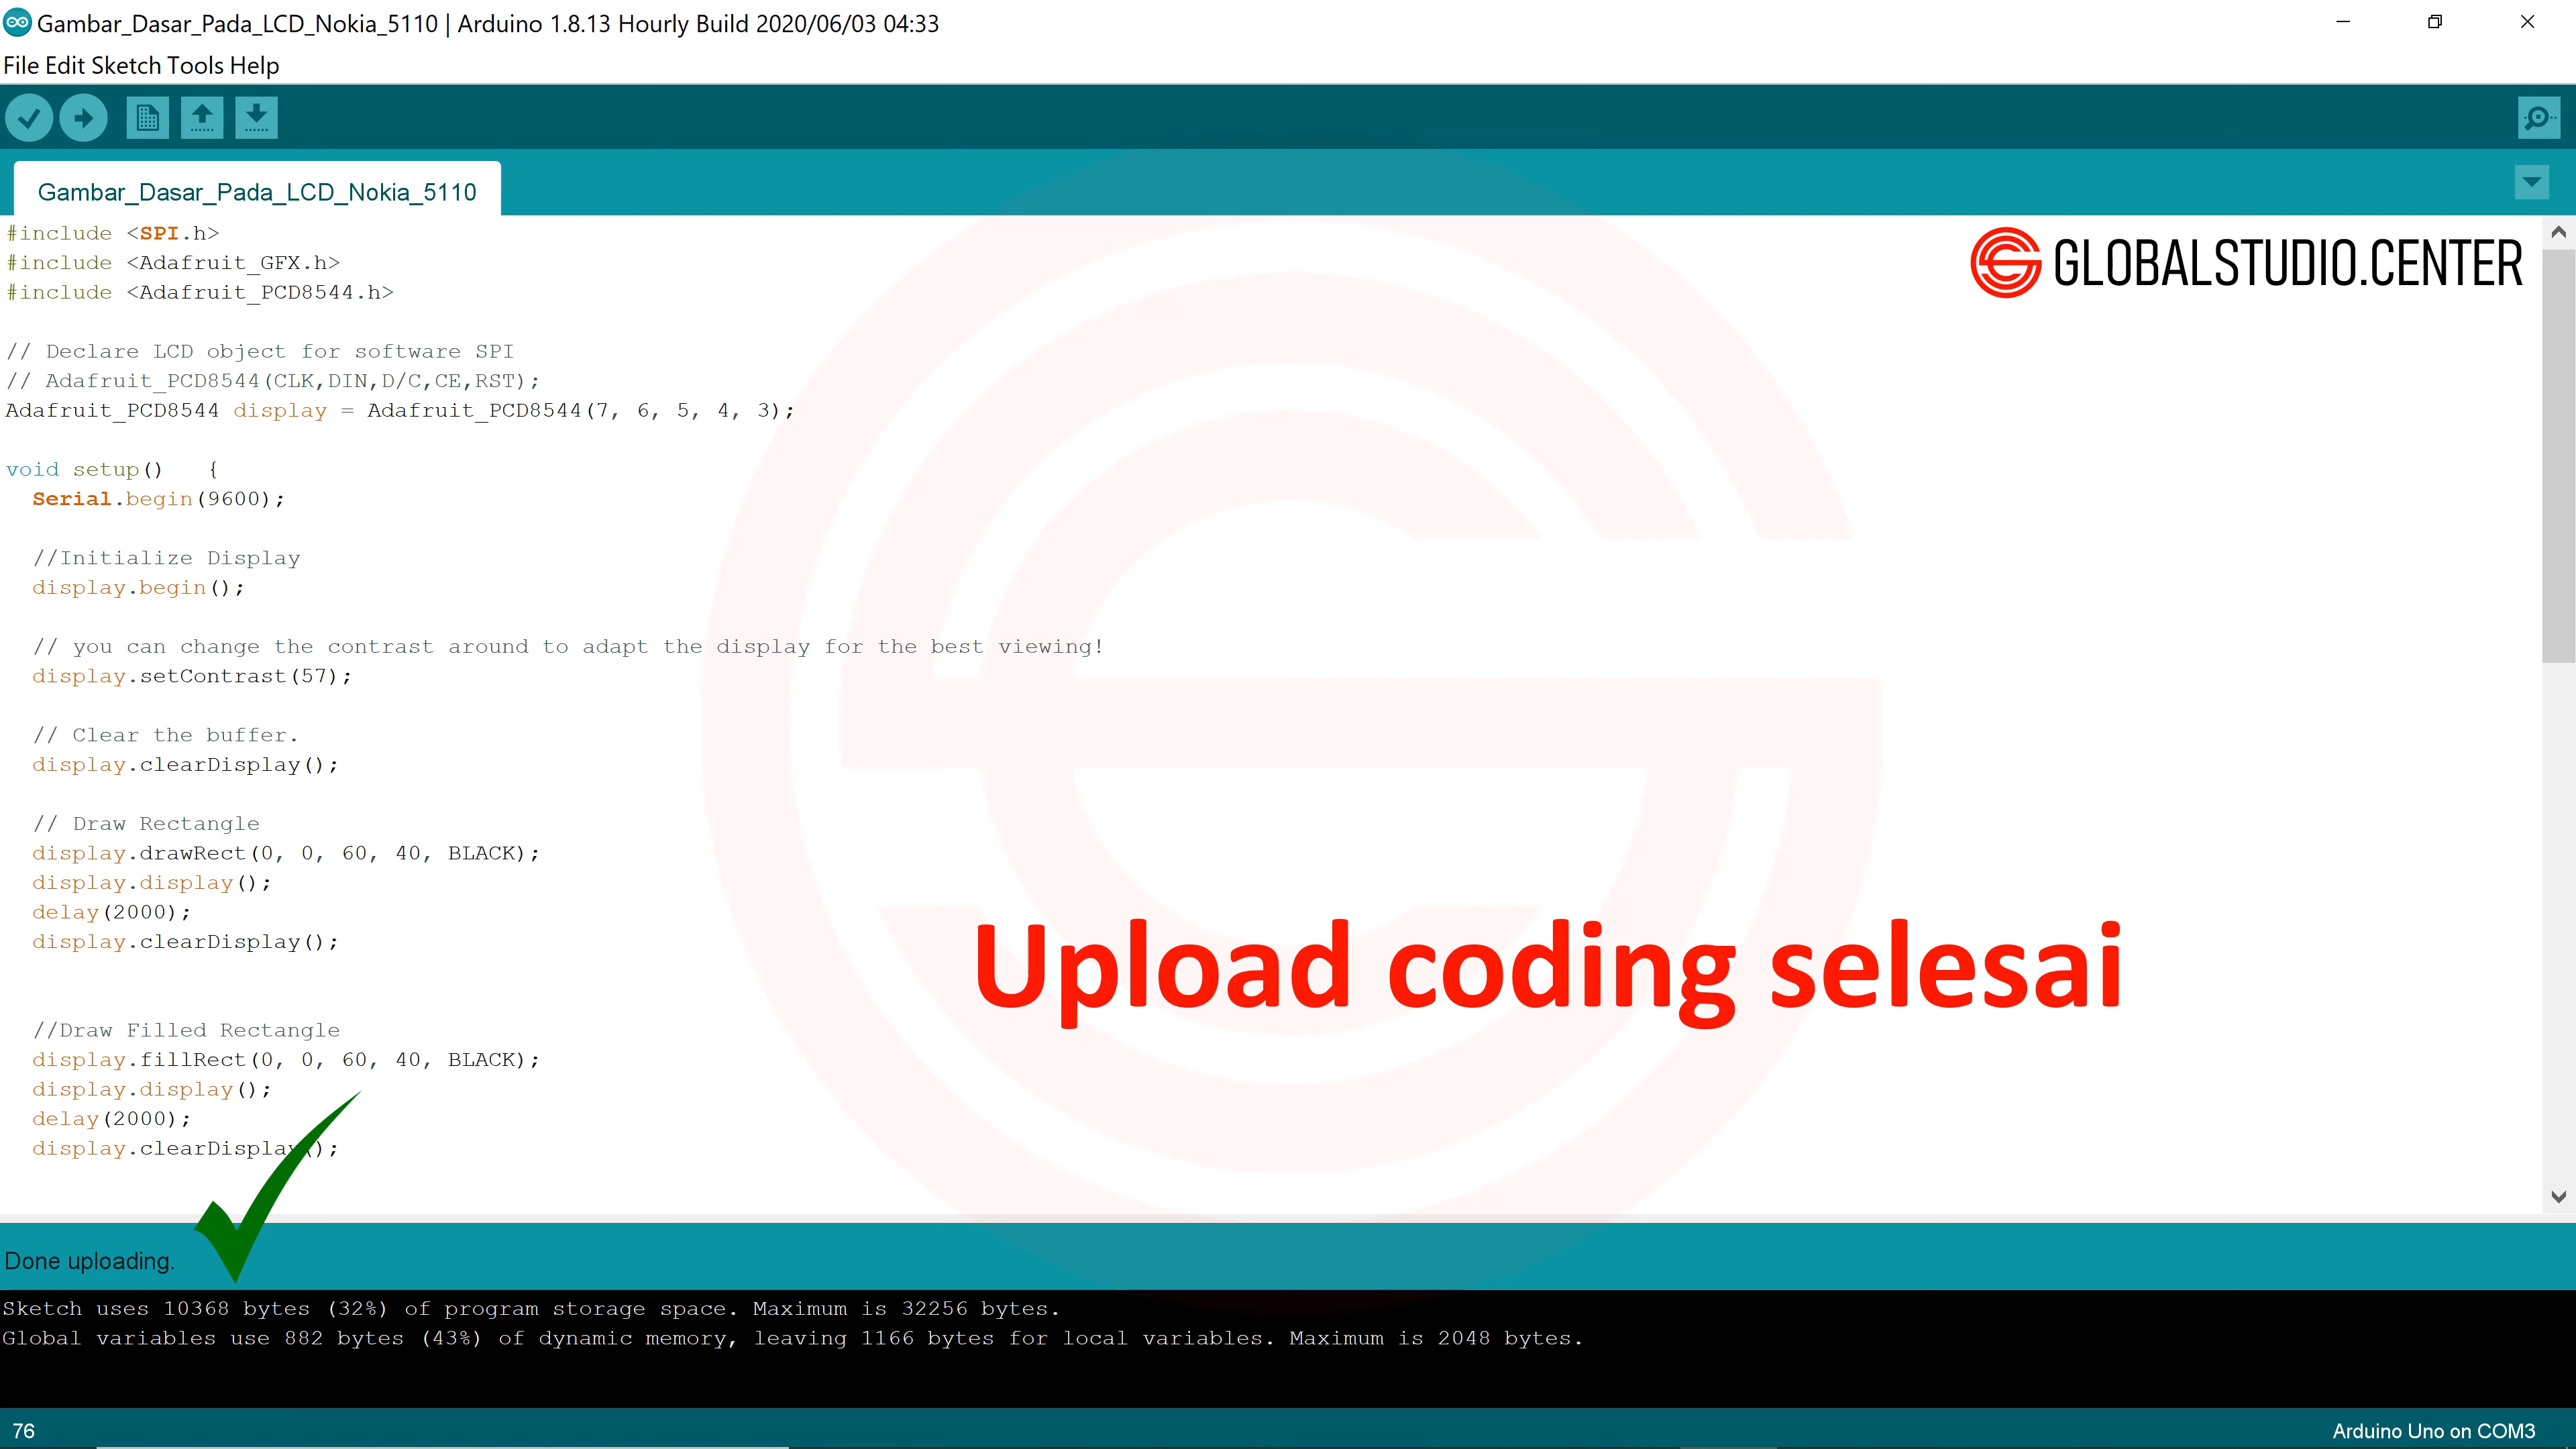 Gambar_Dasar_Pada_LCD_Nokia_5110 | Arduino 1.8.13 Hourly Build 2020/06/03 04:33
File Edit Sketch Tools Help
Gambar_Dasar_Pada_LCD_Nokia_5110
GLOBALSTUDIO.CENTER
#include <SPI.h>
#include <Adafruit_GFX.h>
#include <Adafruit_PCD8544.h>
// Declare LCD object for software SPI
// Adafruit_PCD8544(CLK,DIN,D/C,CE,RST);
Adafruit_PCD8544 display = Adafruit_PCD8544(7, 6, 5, 4, 3);
void setup()   {
  Serial.begin(9600);
  //Initialize Display
  display.begin();
  // you can change the contrast around to adapt the display for the best viewing!
  display.setContrast(57);
  // Clear the buffer.
  display.clearDisplay();
  // Draw Rectangle
  display.drawRect(0, 0, 60, 40, BLACK);
  display.display();
  delay(2000);
  display.clearDisplay();
Upload coding selesai
  //Draw Filled Rectangle
  display.fillRect(0, 0, 60, 40, BLACK);
  display.display();
  delay(2000);
  display.clearDisplay();
Done uploading.
Sketch uses 10368 bytes (32%) of program storage space. Maximum is 32256 bytes.
Global variables use 882 bytes (43%) of dynamic memory, leaving 1166 bytes for local variables. Maximum is 2048 bytes.
76
Arduino Uno on COM3